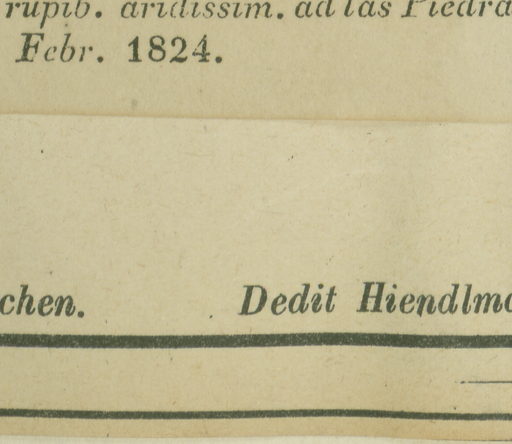 rupib. aridissim. ad las Piedra
Febr. 1824.
chen. Dedit Hiendlma